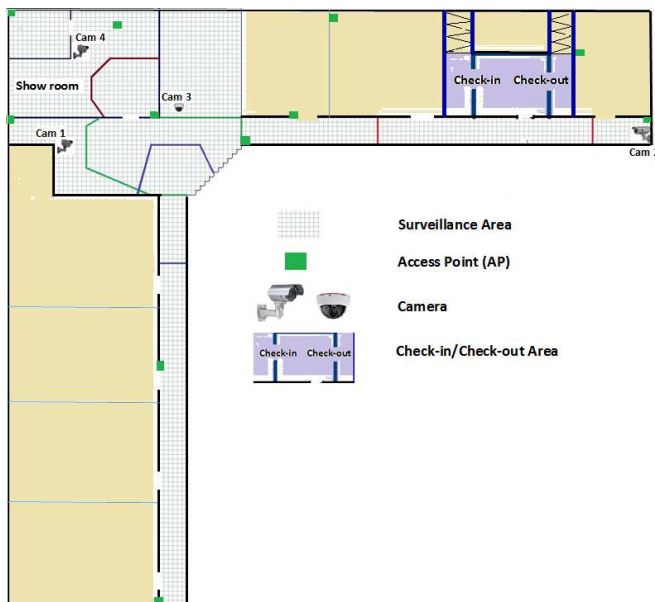 Cam 4
Check-in
Check-out
Show room
Cam 3
Cam 1
Cam
Surveillance Area
Access Point (AP)
Camera
Check-in
Check-out
Check-in/Check-out Area